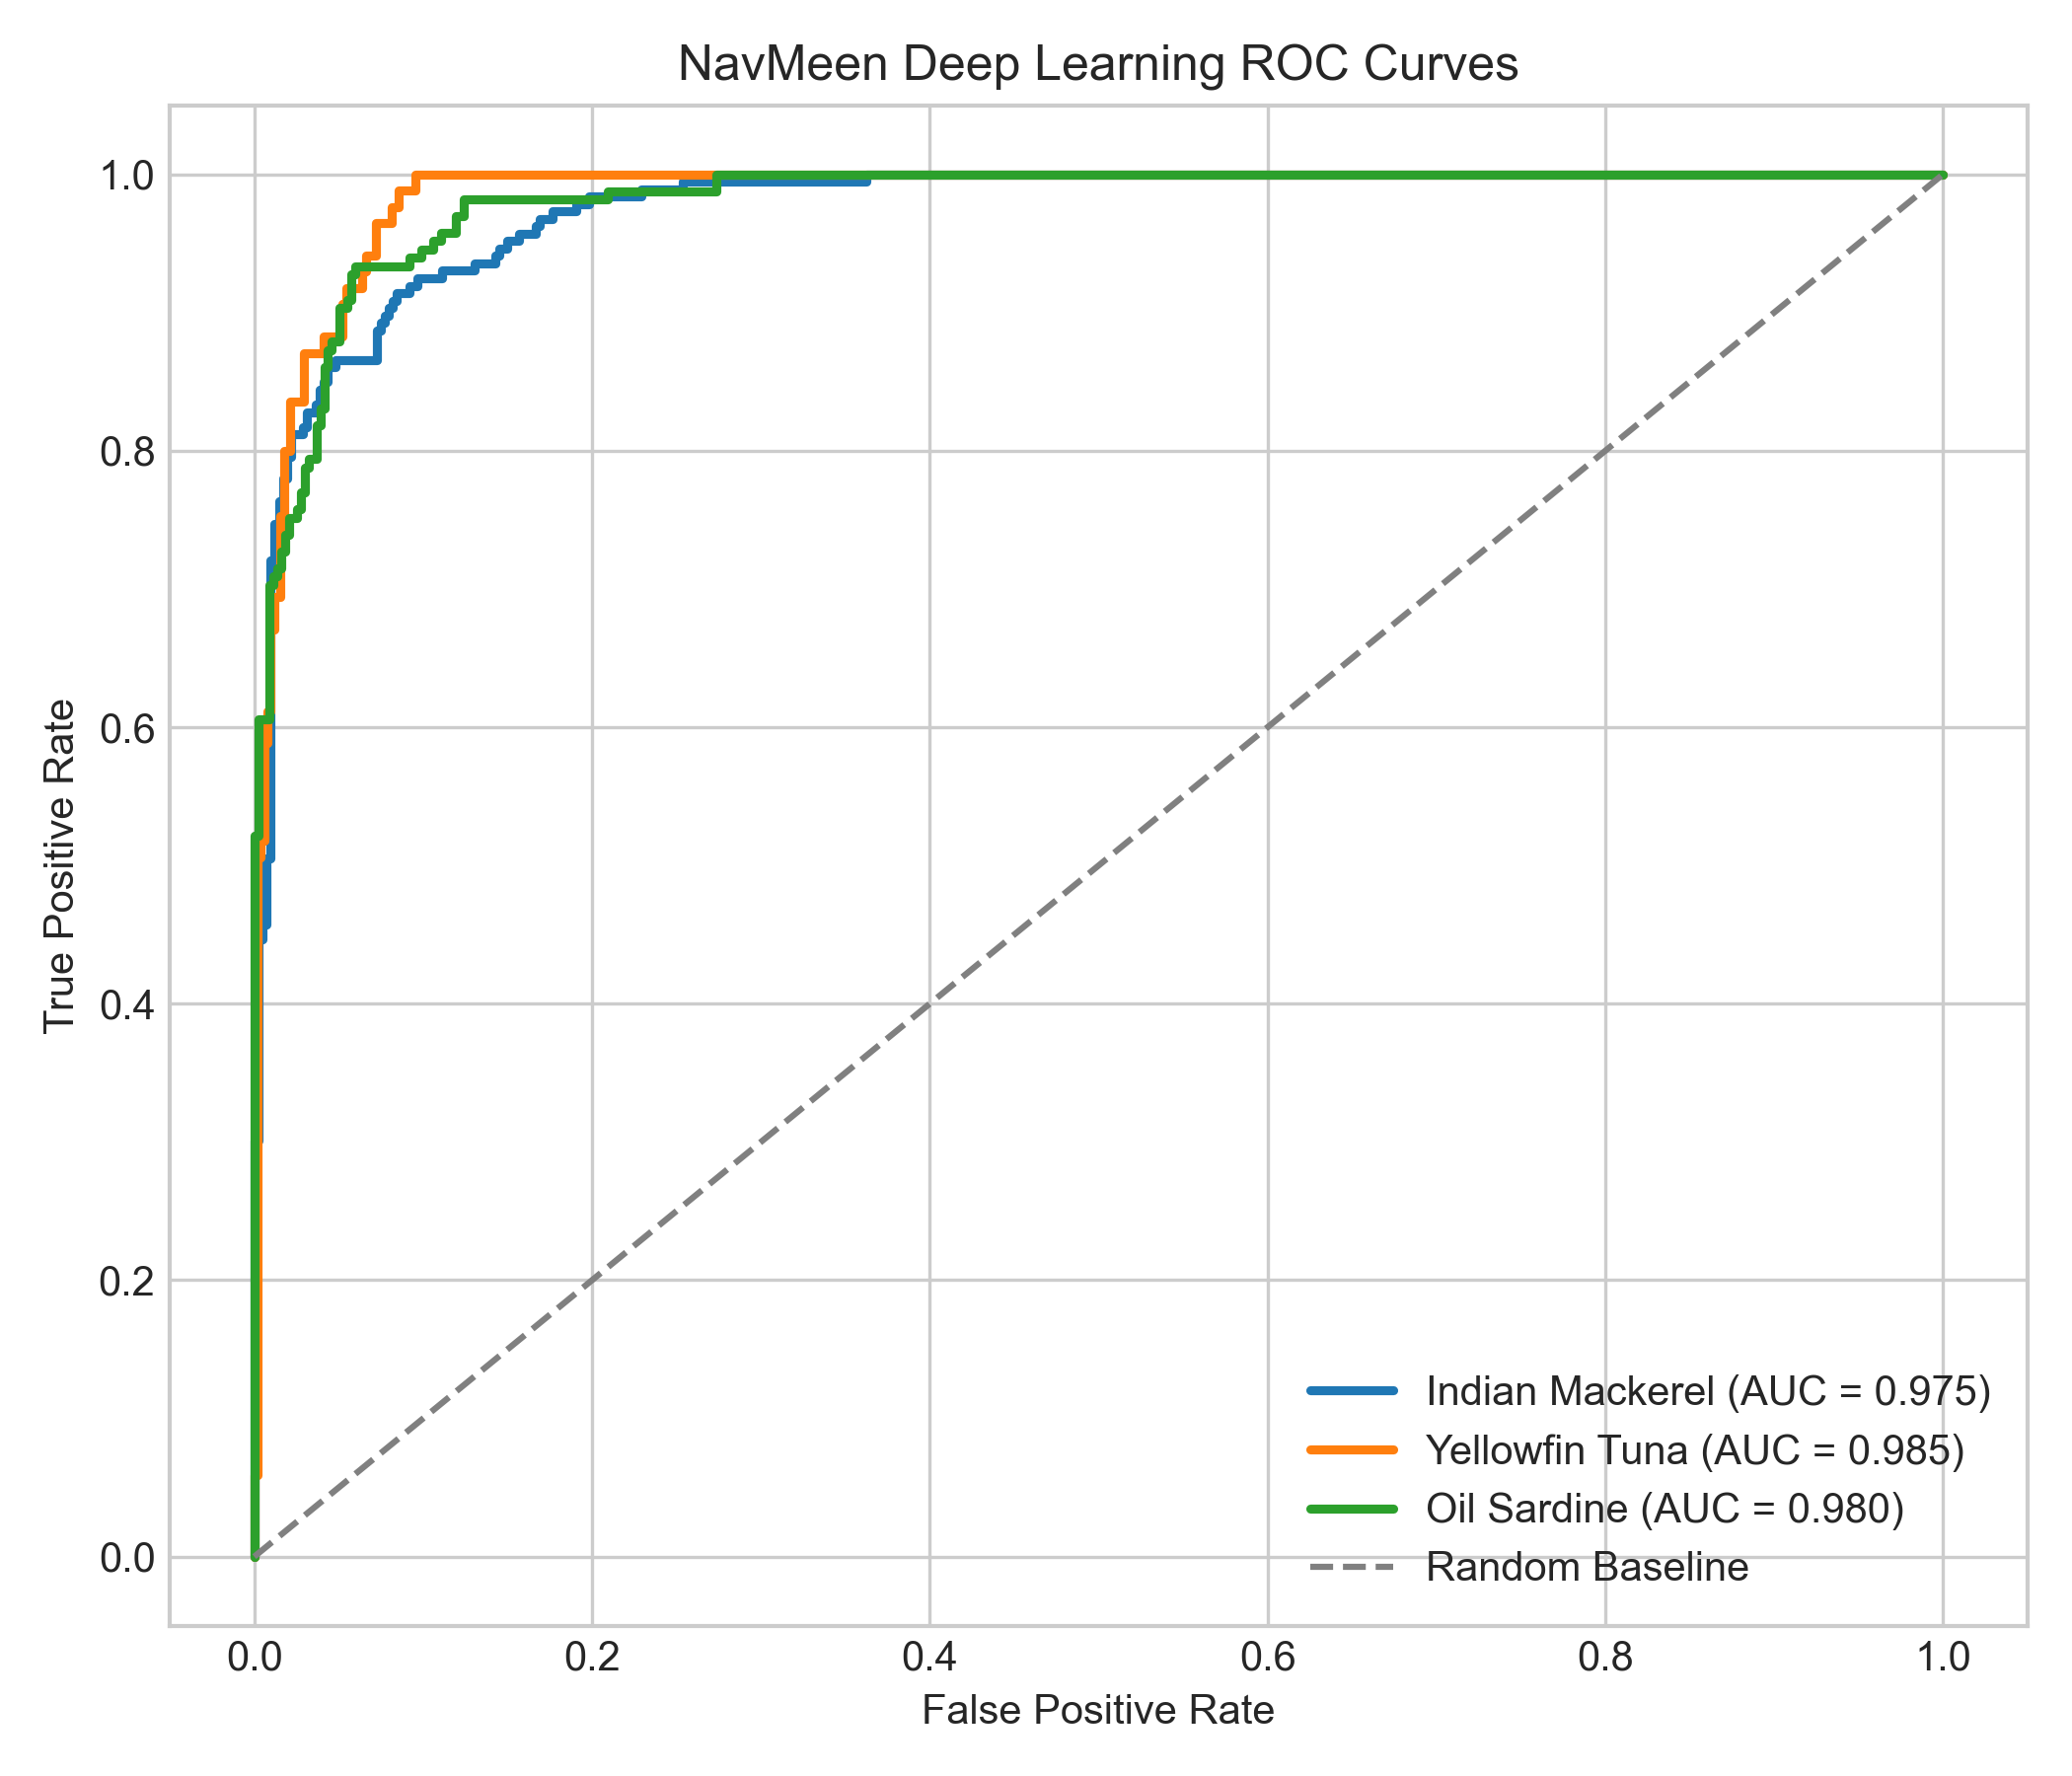 NavMeen Deep Learning ROC Curves
1.0
0.8
0.6
0.4
0.2
0.0
True Positive Rate
Indian Mackerel (AUC = 0.975)
Yellowfin Tuna (AUC = 0.985)
Oil Sardine (AUC = 0.980)
Random Baseline
0.0 0.2 0.4 0.6 0.8 1.0
False Positive Rate